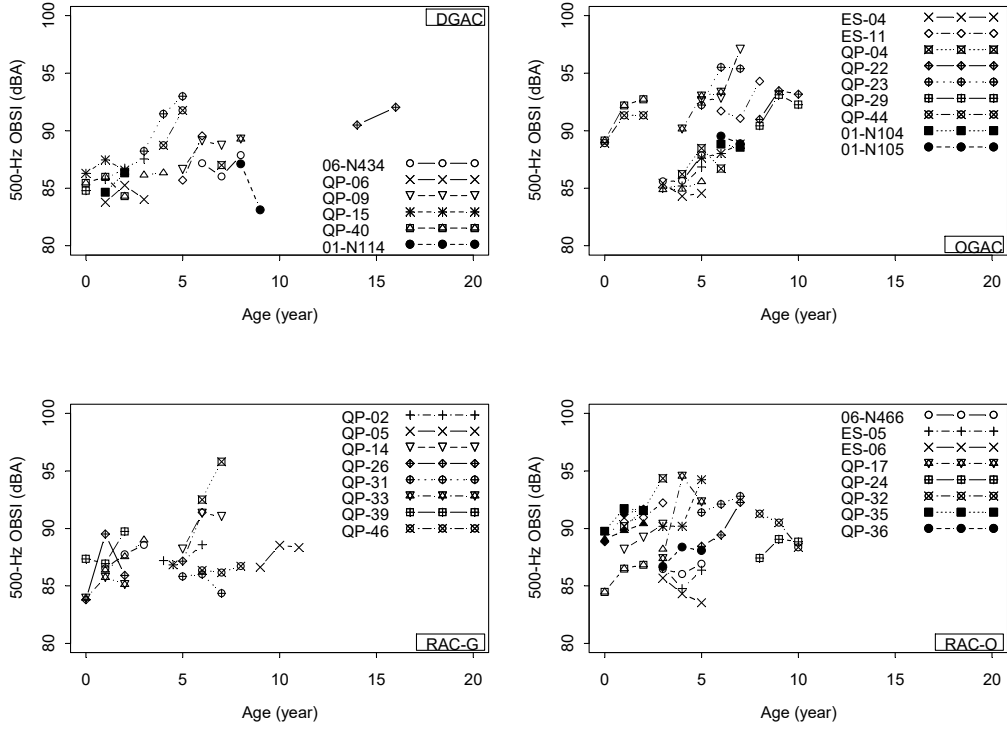 DGAC
500-Hz OBSI (dBA)
100
95
90
85
80
06-N434
QP-06
QP-09
QP-15
QP-40
01-N114
0 5 10 15 20
Age (year)
ES-04
ES-11
QP-04
QP-22
QP-23
QP-29
QP-44
01-N104
01-N105
500-Hz OBSI (dBA)
100
95
90
85
80
OGAC
0 5 10 15 20
Age (year)
QP-02
QP-05
QP-14
QP-26
QP-31
QP-33
QP-39
QP-46
500-Hz OBSI (dBA)
100
95
90
85
80
RAC-G
0 5 10 15 20
Age (year)
06-N466
ES-05
ES-06
QP-17
QP-24
QP-32
QP-35
QP-36
500-Hz OBSI (dBA)
100
95
90
85
80
RAC-O
0 5 10 15 20
Age (year)